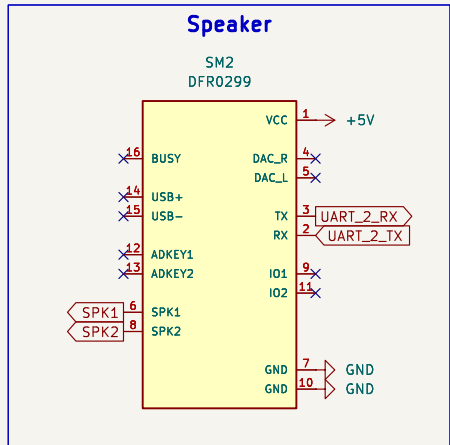 Speaker
SM2
DFR0299
VCC 1 +5V
16 BUSY DAC_R 4
DAC_L 5
14 USB+
15 USB- TX 3 UART_2_RX
RX 2 UART_2_TX
12 ADKEY1
13 ADKEY2 IO1 9
IO2 11
SPK1 6 SPK1
SPK2 8 SPK2
GND 7 GND
GND 10 GND